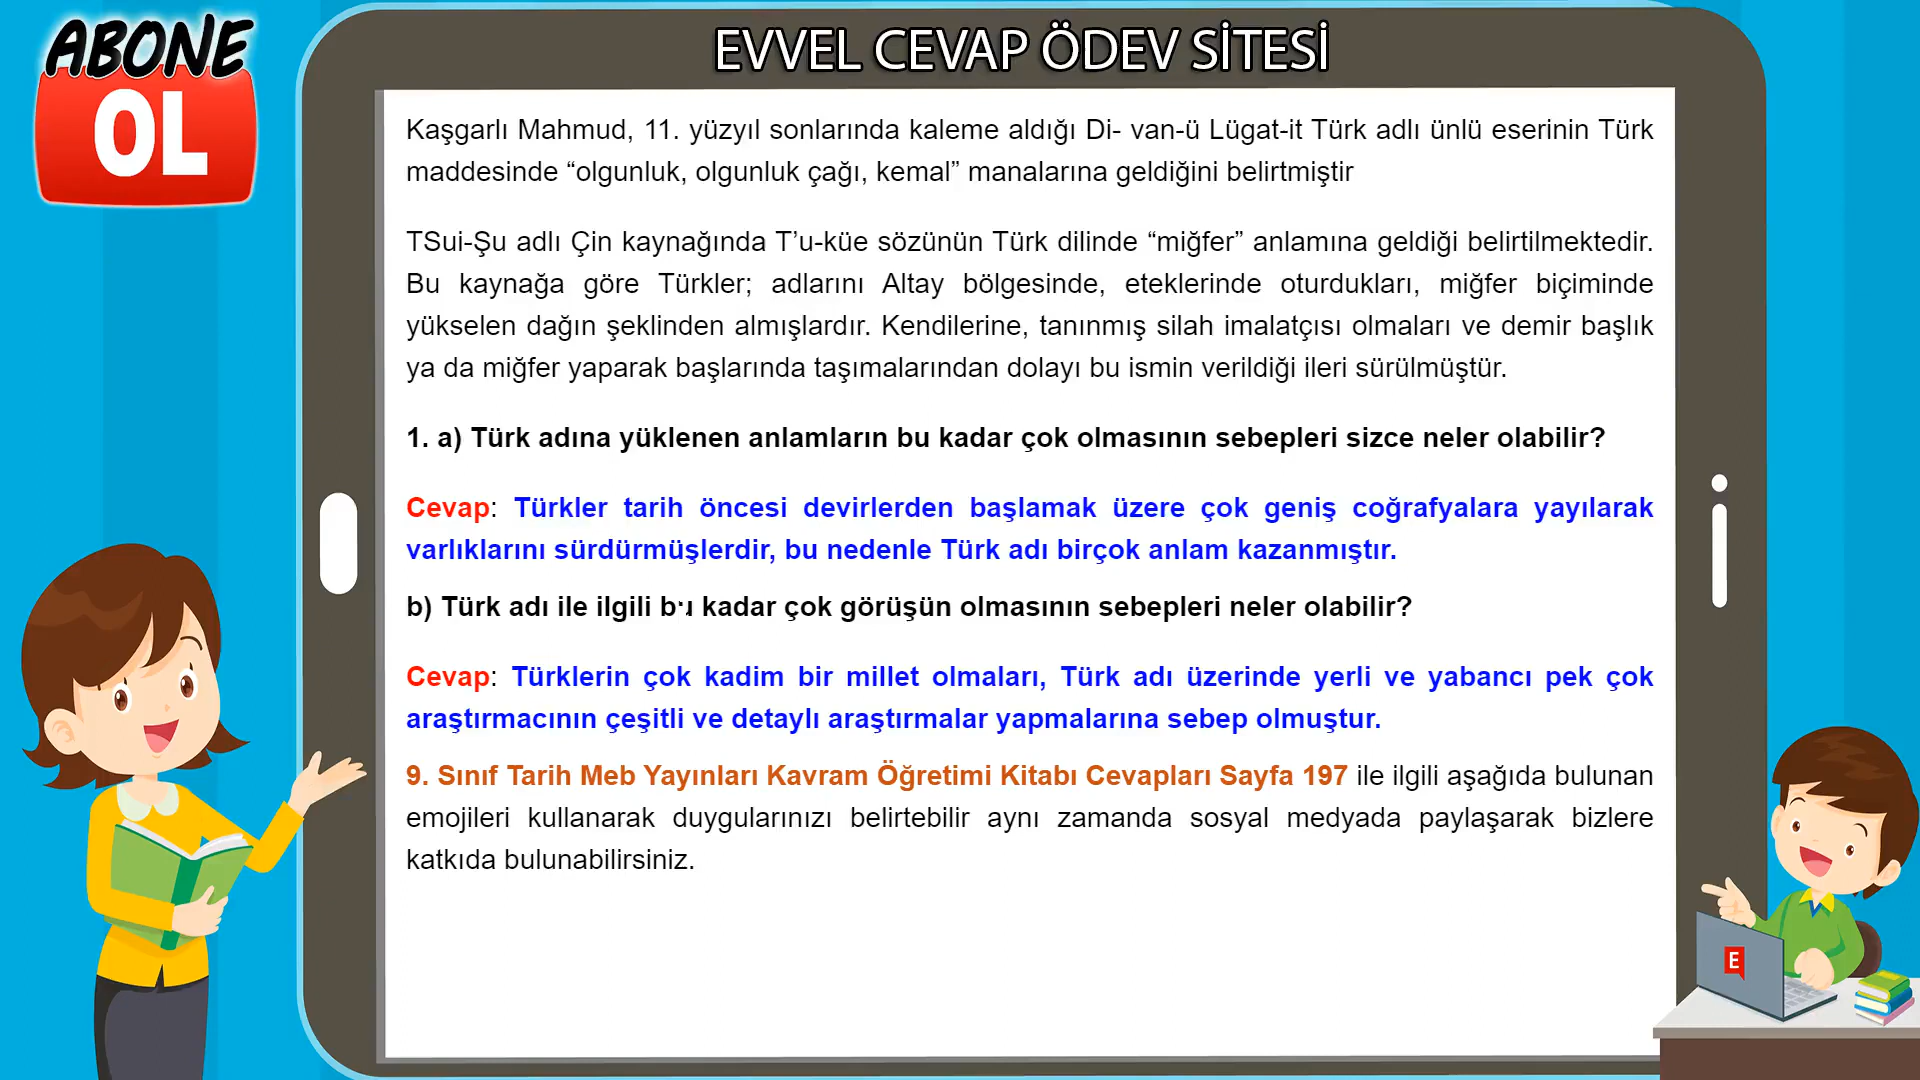 ABONE
OL
EVVEL CEVAP ÖDEV SİTESİ
Kaşgarlı Mahmud, 11. yüzyıl sonlarında kaleme aldığı Di- van-ü Lügat-it Türk adlı ünlü eserinin Türk
maddesinde “olgunluk, olgunluk çağı, kemal” manalarına geldiğini belirtmiştir
TSui-Şu adlı Çin kaynağında T’u-küe sözünün Türk dilinde “miğfer” anlamına geldiği belirtilmektedir.
Bu kaynağa göre Türkler; adlarını Altay bölgesinde, eteklerinde oturdukları, miğfer biçiminde
yükselen dağın şeklinden almışlardır. Kendilerine, tanınmış silah imalatçısı olmaları ve demir başlık
ya da miğfer yaparak başlarında taşımalarından dolayı bu ismin verildiği ileri sürülmüştür.
1. a) Türk adına yüklenen anlamların bu kadar çok olmasının sebepleri sizce neler olabilir?
Cevap: Türkler tarih öncesi devirlerden başlamak üzere çok geniş coğrafyalara yayılarak
varlıklarını sürdürmüşlerdir, bu nedenle Türk adı birçok anlam kazanmıştır.
b) Türk adı ile ilgili bu kadar çok görüşün olmasının sebepleri neler olabilir?
Cevap: Türklerin çok kadim bir millet olmaları, Türk adı üzerinde yerli ve yabancı pek çok
araştırmacının çeşitli ve detaylı araştırmalar yapmalarına sebep olmuştur.
9. Sınıf Tarih Meb Yayınları Kavram Öğretimi Kitabı Cevapları Sayfa 197 ile ilgili aşağıda bulunan
emojileri kullanarak duygularınızı belirtebilir aynı zamanda sosyal medyada paylaşarak bizlere
katkıda bulunabilirsiniz.
E